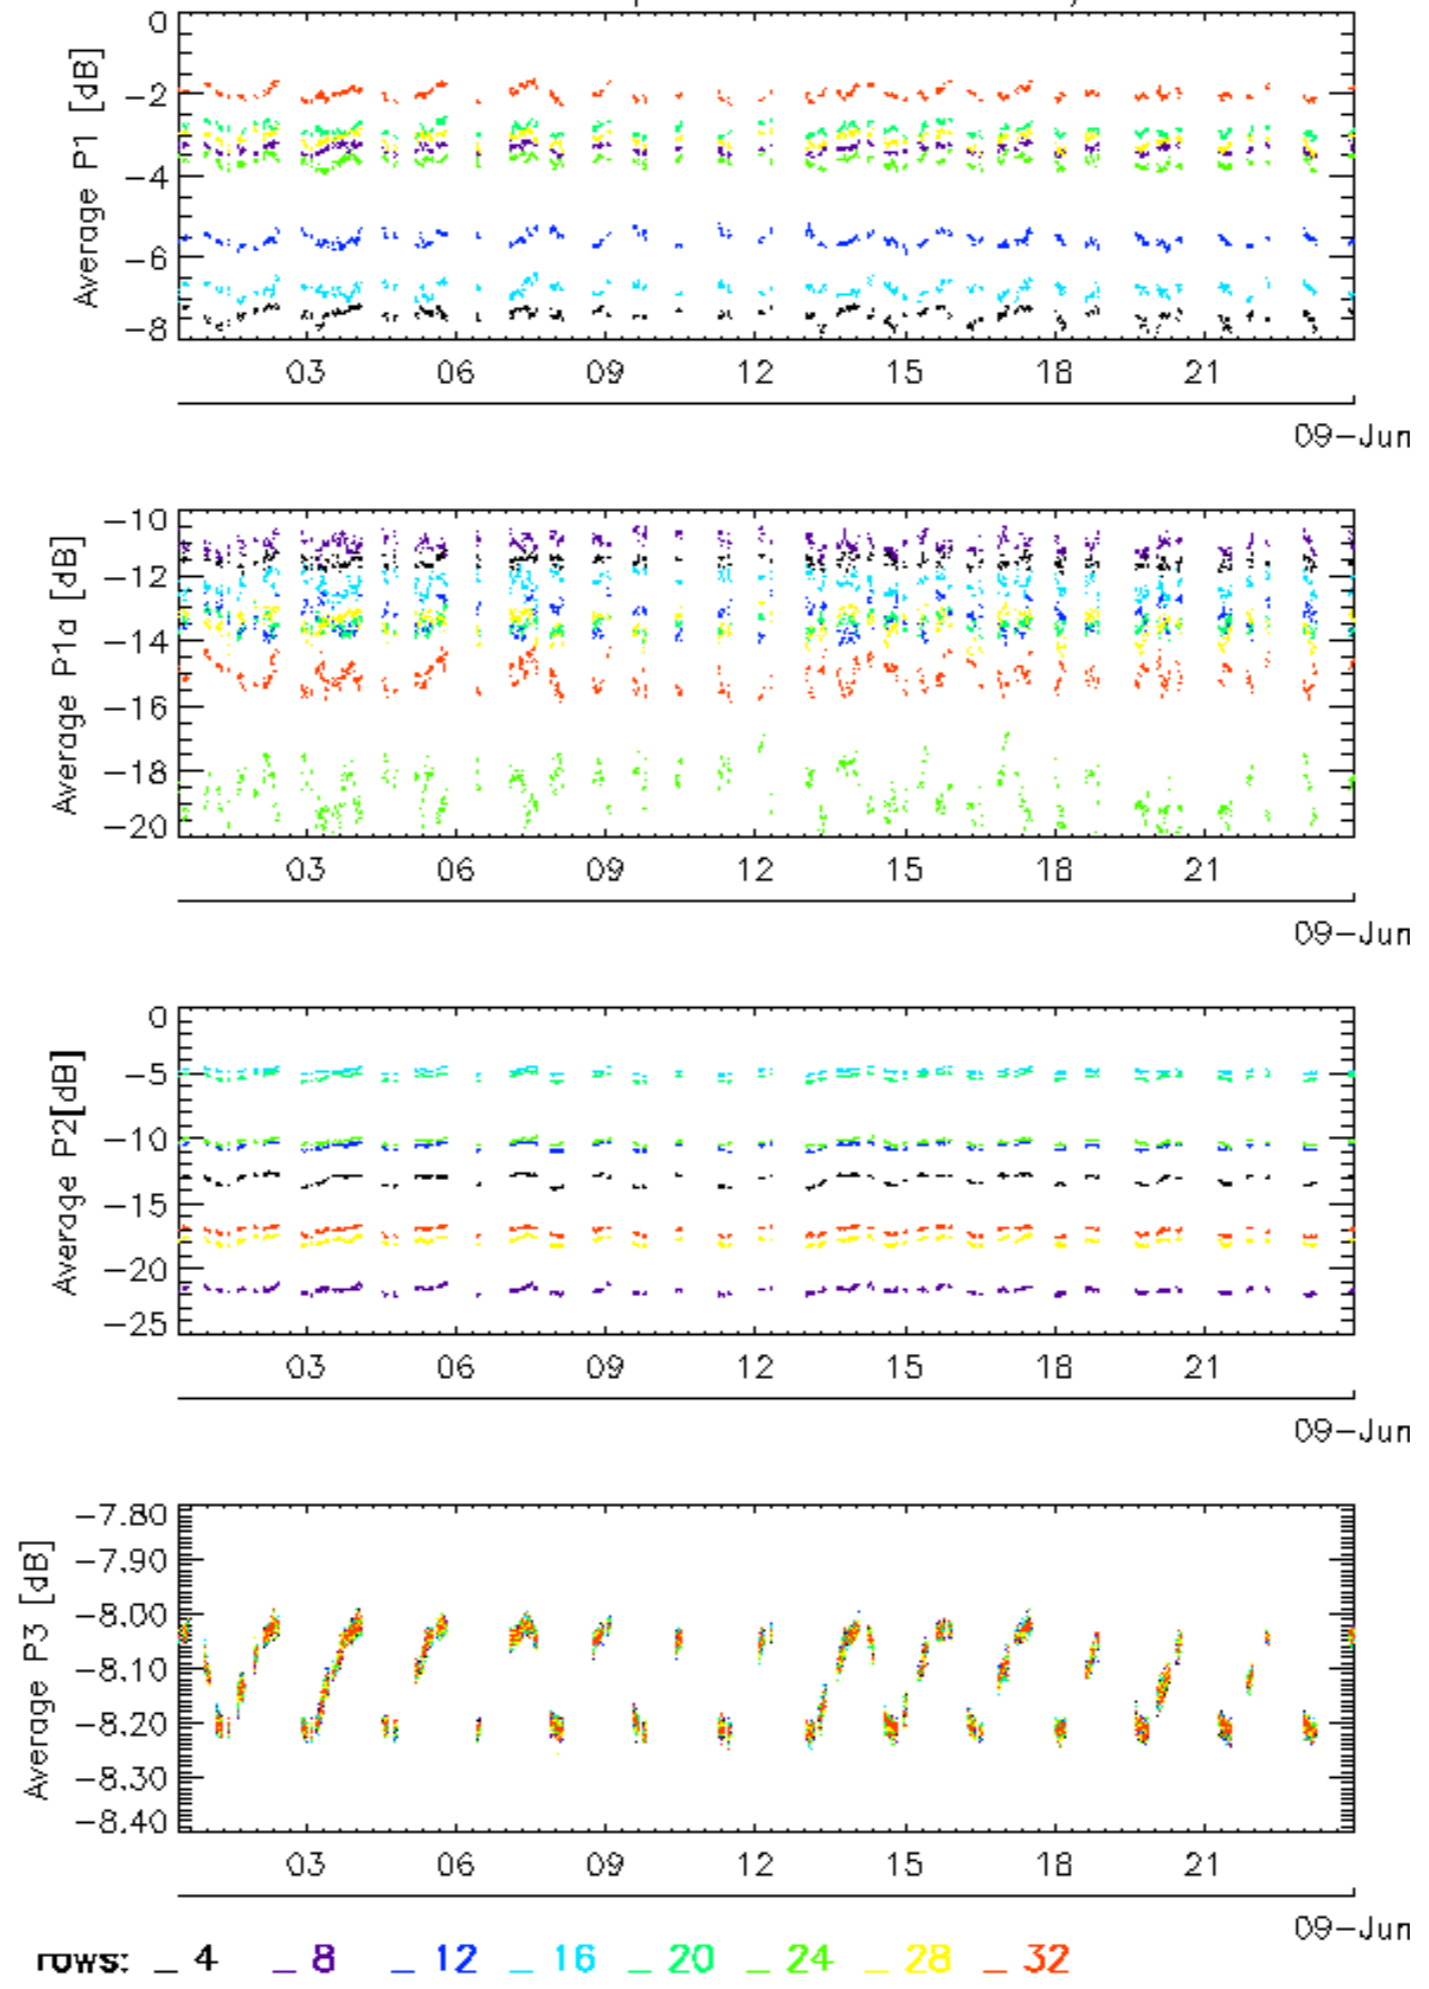 Average P1 [dB]
0
−2
−4
−6
−8
03 06 09 12 15 18 21
09−Jun
Average P1a [dB]
−10
−12
−14
−16
−18
−20
03 06 09 12 15 18 21
09−Jun
Average P2[dB]
0
−5
−10
−15
−20
−25
03 06 09 12 15 18 21
09−Jun
Average P3 [dB]
−7.80
−7.90
−8.00
−8.10
−8.20
−8.30
−8.40
03 06 09 12 15 18 21
09−Jun
rows: _ 4 _ 8 _ 12 _ 16 _ 20 _ 24 _ 28 _ 32